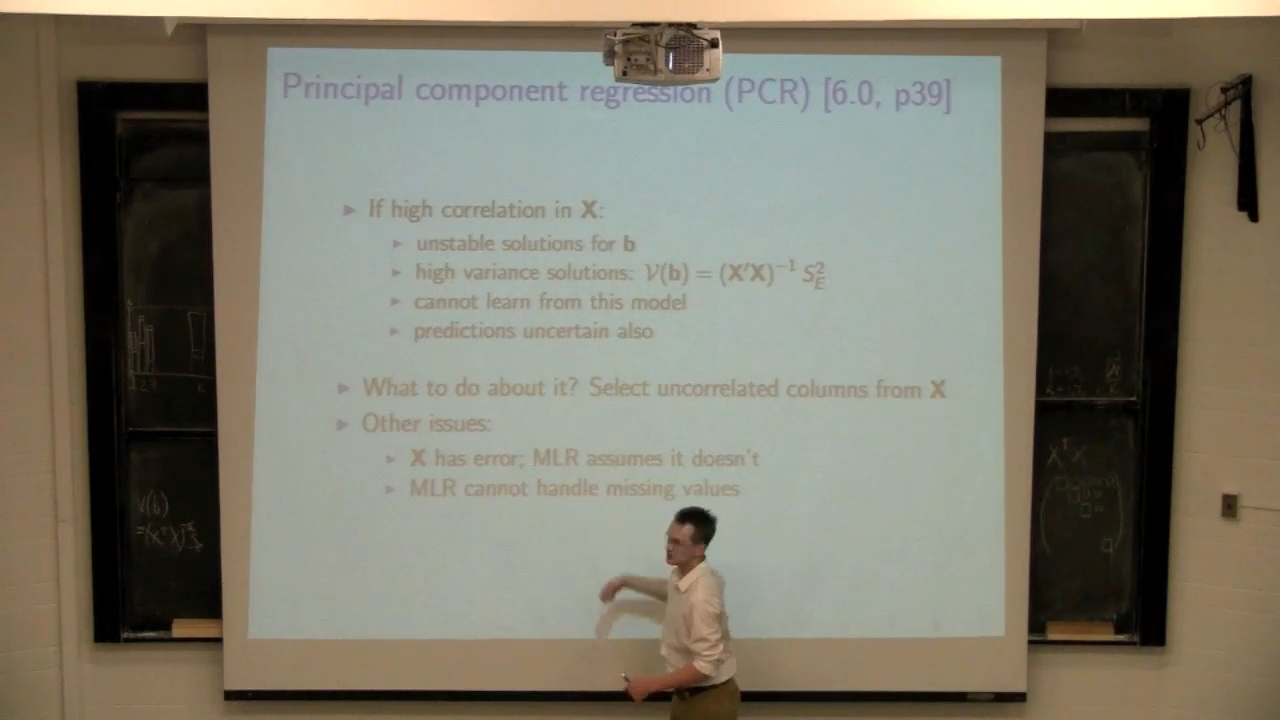 Principal component regression (PCR) [6.0, p39]
▸ If high correlation in X:
▸ unstable solutions for b
▸ high variance solutions: V(b) = (X'X)⁻¹ S²_E
▸ cannot learn from this model
▸ predictions uncertain also
▸ What to do about it? Select uncorrelated columns from X
▸ Other issues:
▸ X has error; MLR assumes it doesn't
▸ MLR cannot handle missing values
V(b)
XᵀX